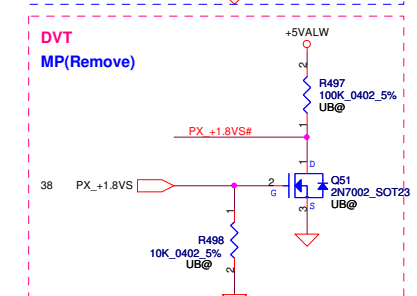 DVT
MP(Remove)
+5VALW
2
R497
100K_0402_5%
UB@
1
PX_+1.8VS#
1
D
Q51
2N7002_SOT23
UB@
38 PX_+1.8VS
2
G
S
3
1
R498
10K_0402_5%
UB@
2